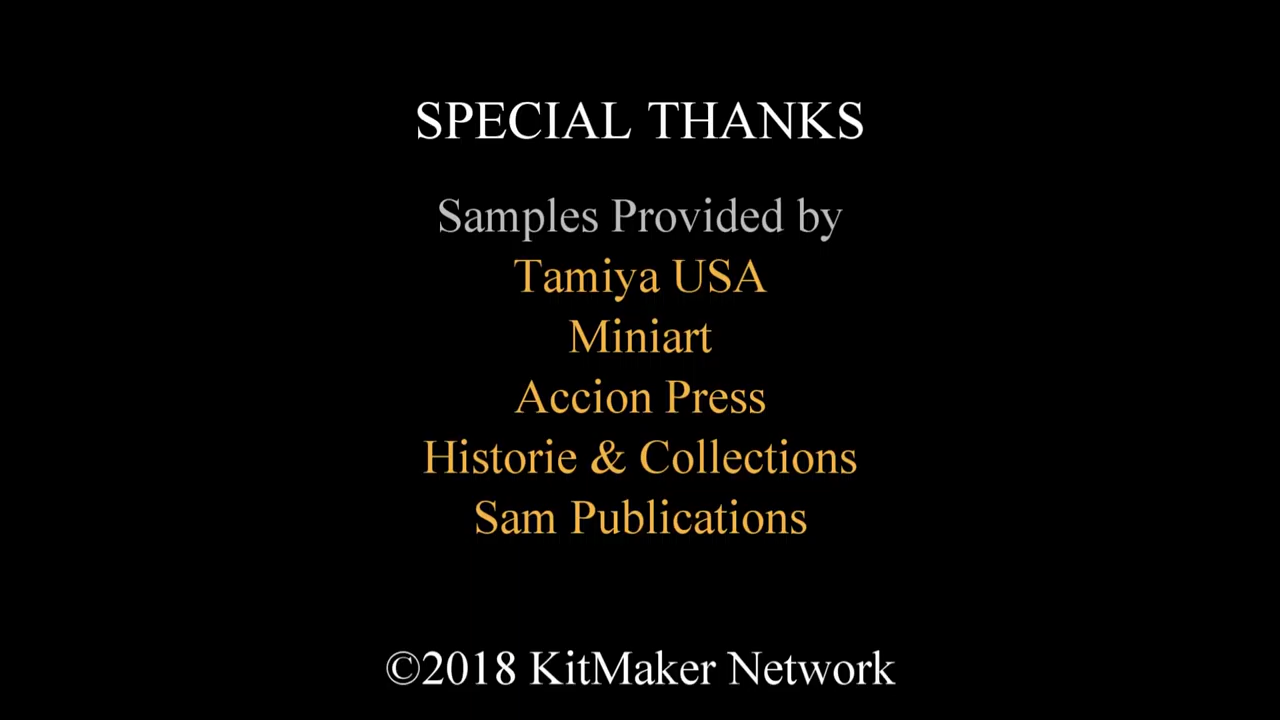 SPECIAL THANKS
Samples Provided by
Tamiya USA
Miniart
Accion Press
Historie & Collections
Sam Publications
©2018 KitMaker Network